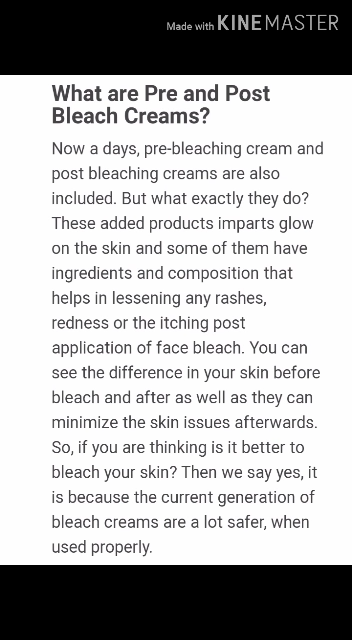 Made with KINEMASTER
What are Pre and Post
Bleach Creams?
Now a days, pre-bleaching cream and
post bleaching creams are also
included. But what exactly they do?
These added products imparts glow
on the skin and some of them have
ingredients and composition that
helps in lessening any rashes,
redness or the itching post
application of face bleach. You can
see the difference in your skin before
bleach and after as well as they can
minimize the skin issues afterwards.
So, if you are thinking is it better to
bleach your skin? Then we say yes, it
is because the current generation of
bleach creams are a lot safer, when
used properly.